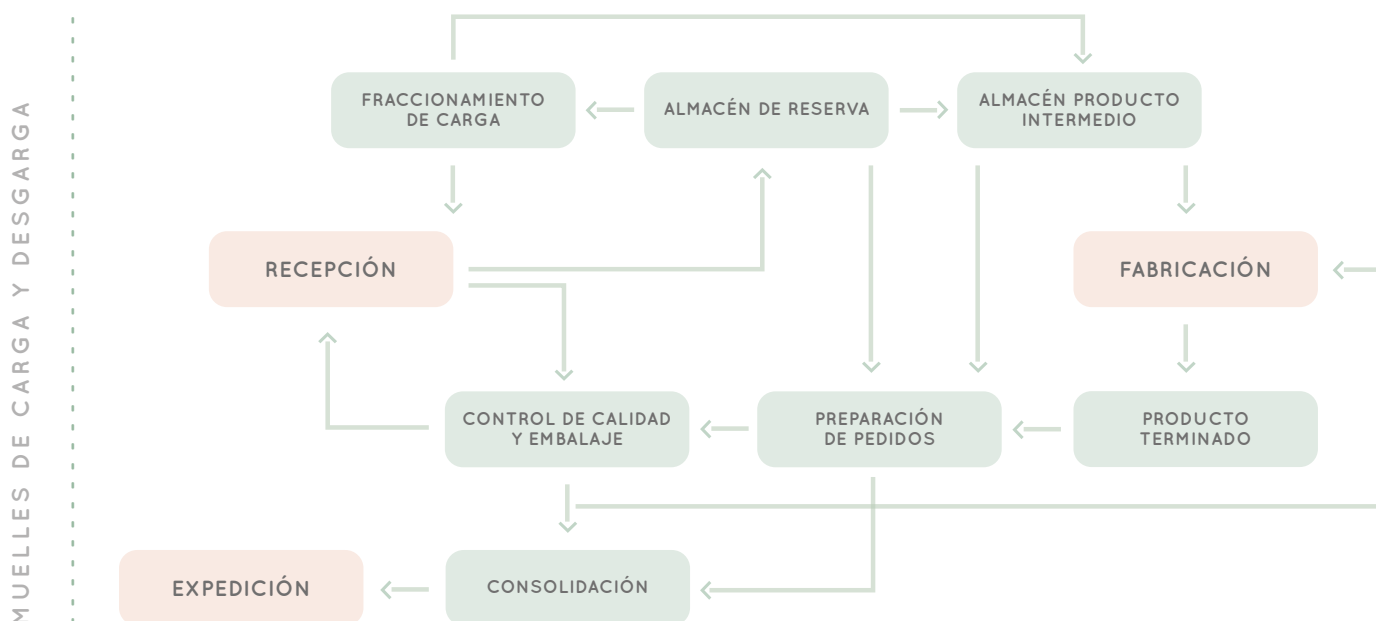 MUELLES DE CARGA Y DESGARGA
FRACCIONAMIENTO
DE CARGA
ALMACÉN DE RESERVA
ALMACÉN PRODUCTO
INTERMEDIO
RECEPCIÓN
FABRICACIÓN
CONTROL DE CALIDAD
Y EMBALAJE
PREPARACIÓN
DE PEDIDOS
PRODUCTO
TERMINADO
EXPEDICIÓN
CONSOLIDACIÓN